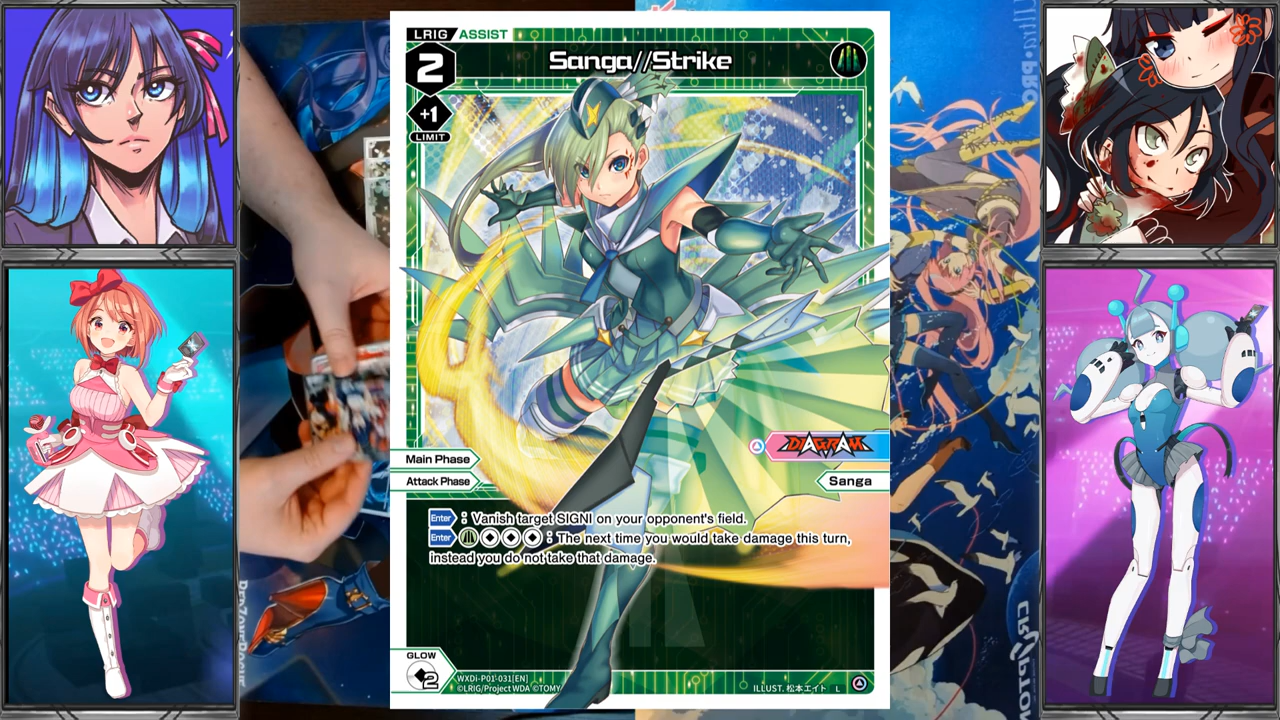 LRIG ASSIST
2
Sanga//Strike
+1
LIMIT
DIAGRAM
Main Phase
Attack Phase
Sanga
Enter : Vanish target SIGNI on your opponent's field.
Enter : The next time you would take damage this turn,
instead you do not take that damage.
GLOW
2
WXDi-P01-031[EN]
©LRIG/Project WDA ©TOMY
ILLUST. 松本エイト L